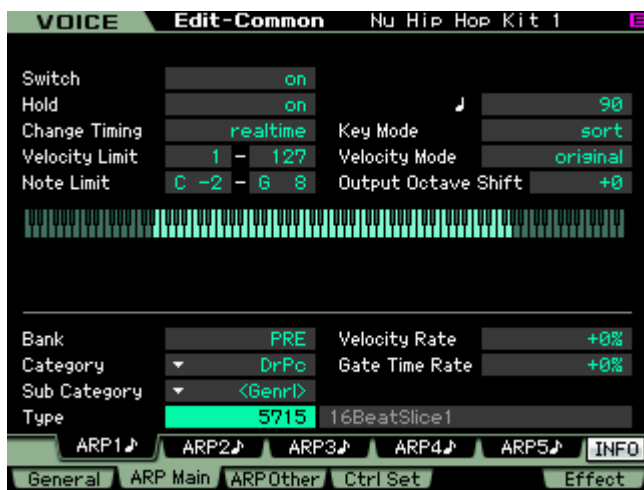 VOICE Edit-Common Nu Hip Hop Kit 1 E
Switch on
Hold on ♩ 90
Change Timing realtime Key Mode sort
Velocity Limit 1 - 127 Velocity Mode original
Note Limit C -2 - G 8 Output Octave Shift +0
Bank PRE Velocity Rate +0%
Category DrPc Gate Time Rate +0%
Sub Category <Genrl>
Type 5715 16BeatSlice1
ARP1♪ ARP2♪ ARP3♪ ARP4♪ ARP5♪ INFO
General ARP Main ARPOther Ctrl Set Effect